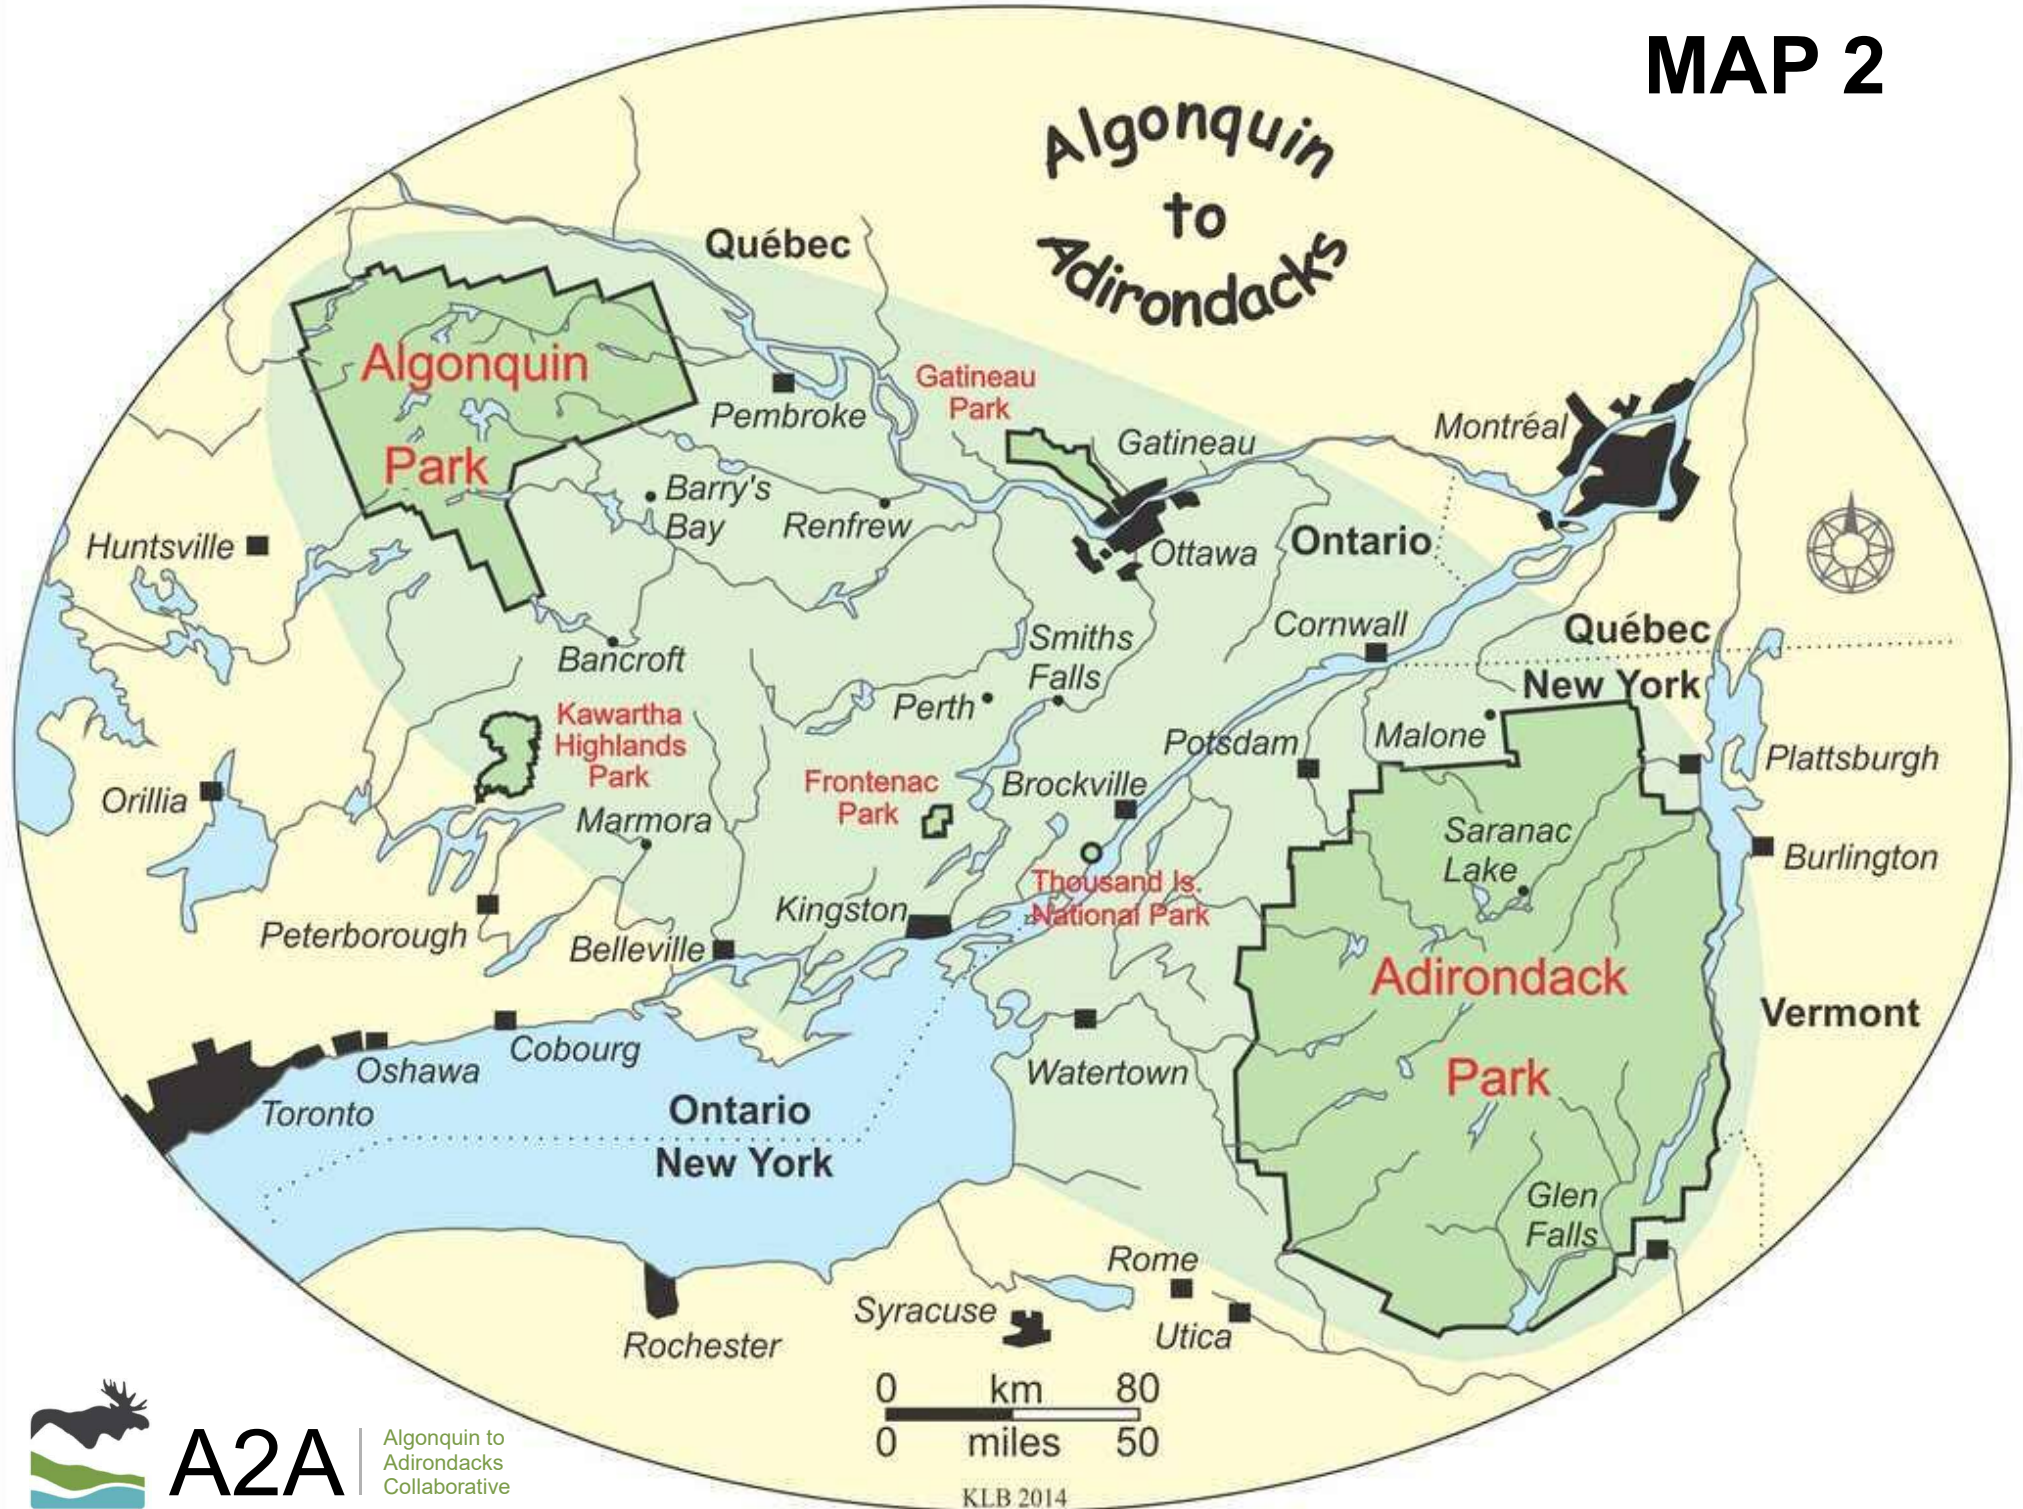 MAP 2
Algonquin
to
Adirondacks
Québec
Algonquin
Park
Pembroke
Gatineau
Park
Gatineau
Montréal
Barry's
Bay
Renfrew
Ottawa
Ontario
Huntsville
Cornwall
Québec
New York
Smiths
Falls
Bancroft
Perth
Kawartha
Highlands
Park
Potsdam
Malone
Plattsburgh
Orillia
Frontenac
Park
Brockville
Marmora
Saranac
Lake
Burlington
Thousand Is.
National Park
Kingston
Peterborough
Belleville
Adirondack
Park
Vermont
Cobourg
Oshawa
Toronto
Watertown
Ontario
New York
Glen
Falls
Rome
Syracuse
Utica
Rochester
0 km 80
0 miles 50
KLB 2014
A2A
Algonquin to
Adirondacks
Collaborative